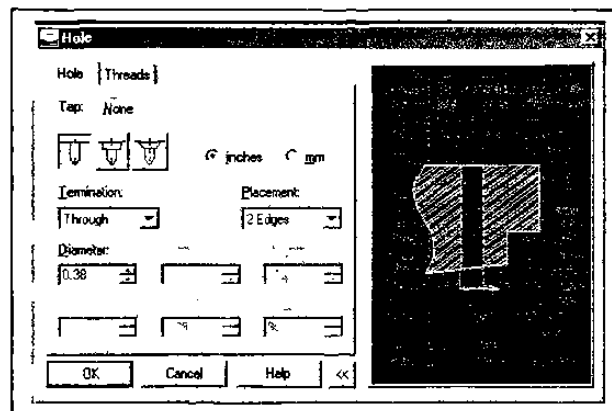 Hole
Hole Threads
Tap: None
inches mm
Termination: Placement:
Through 2 Edges
Diameter:
0.38
OK Cancel Help <<